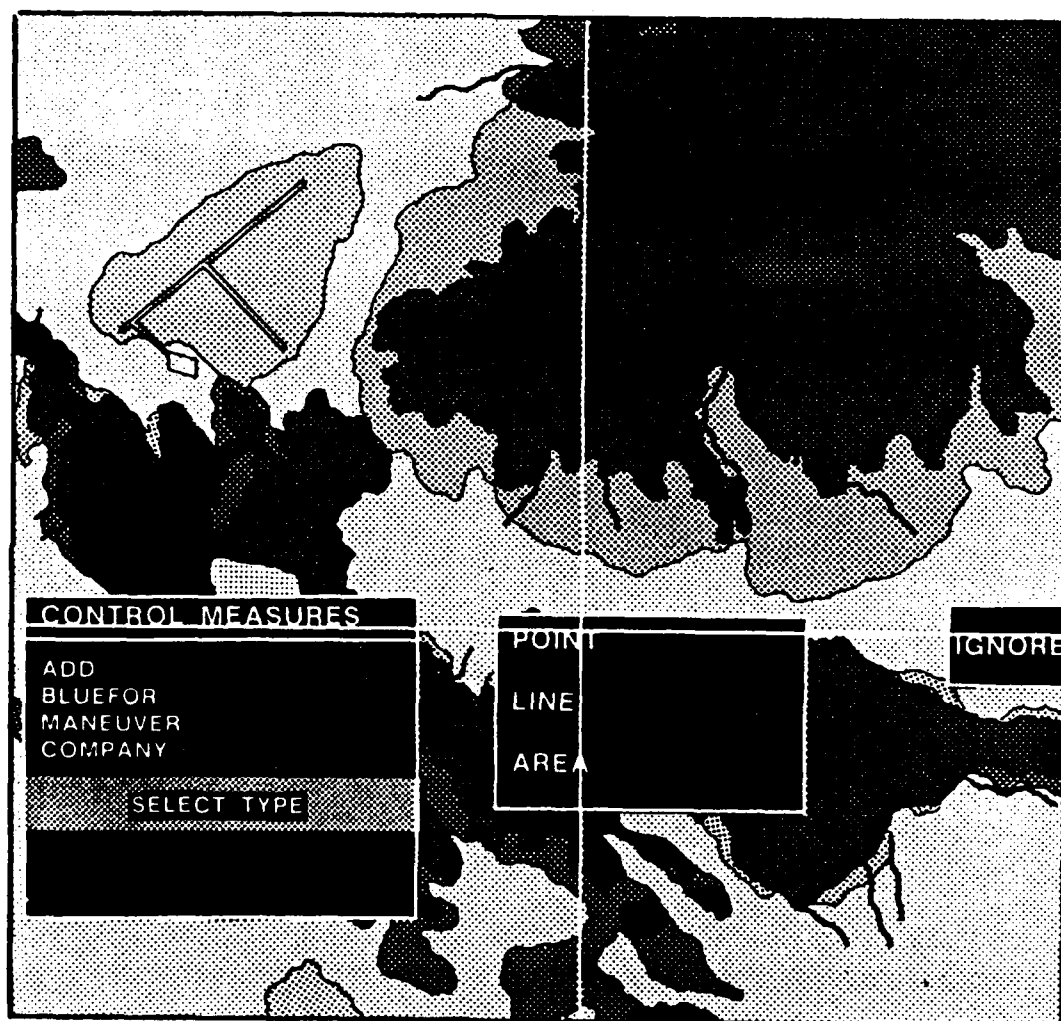 CONTROL MEASURES
ADD
BLUEFOR
MANEUVER
COMPANY
SELECT TYPE
POINT
LINE
AREA
IGNORE